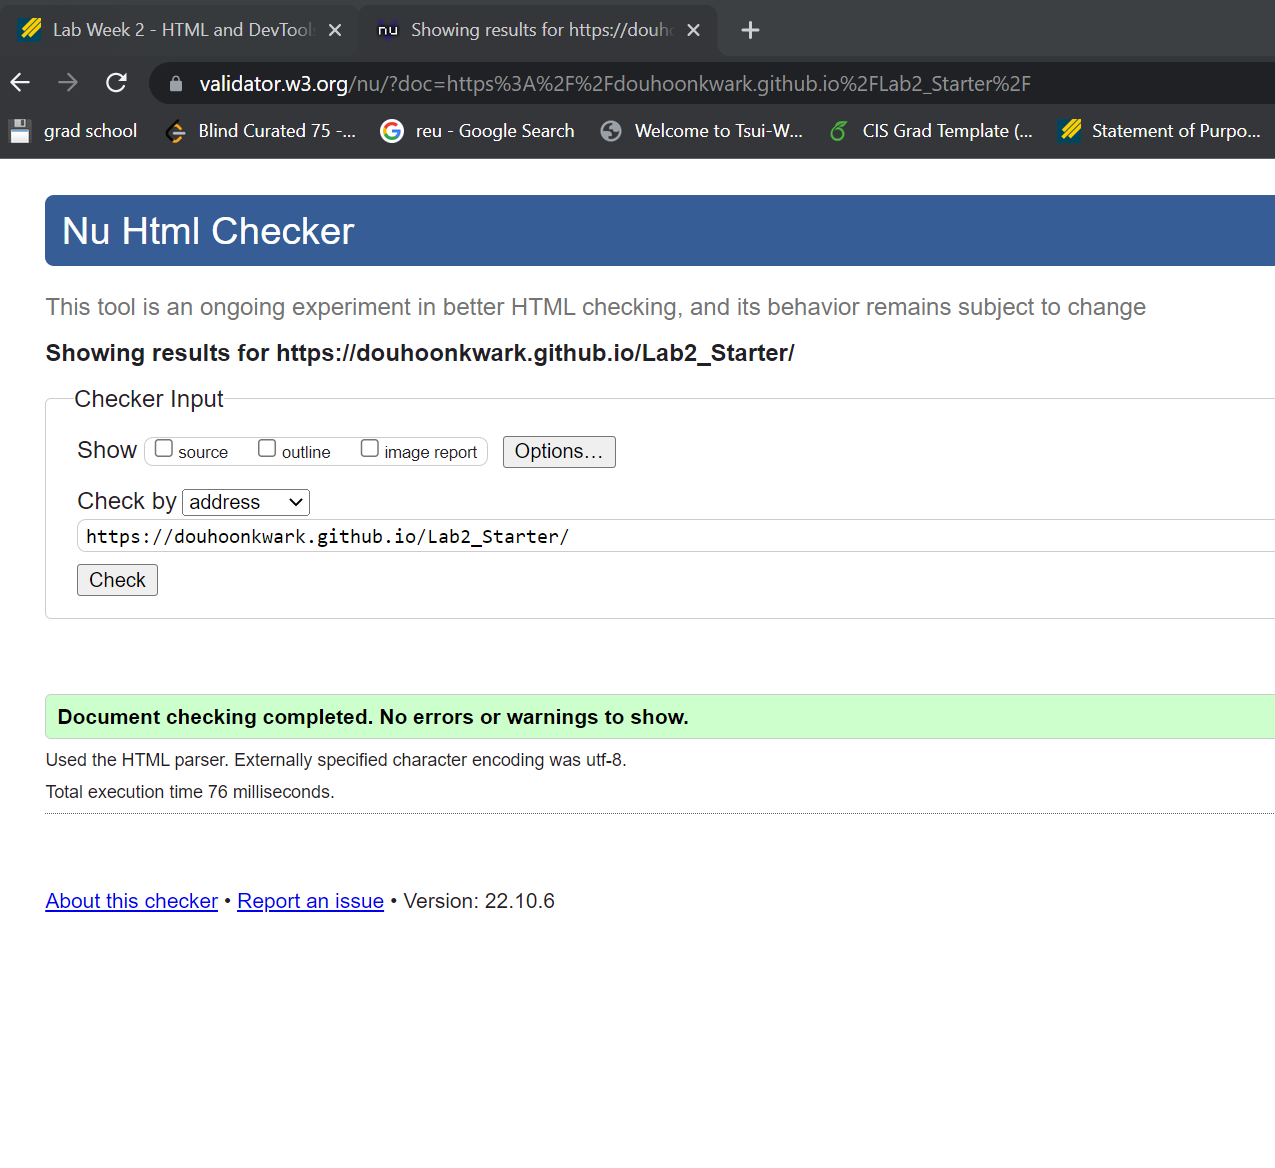 Lab Week 2 - HTML and DevTools
nu Showing results for https://douho
validator.w3.org/nu/?doc=https%3A%2F%2Fdouhoonkwark.github.io%2FLab2_Starter%2F
grad school Blind Curated 75 -... reu - Google Search Welcome to Tsui-W... CIS Grad Template (... Statement of Purpo...
Nu Html Checker
This tool is an ongoing experiment in better HTML checking, and its behavior remains subject to change
Showing results for https://douhoonkwark.github.io/Lab2_Starter/
Checker Input
Show source outline image report Options...
Check by address
https://douhoonkwark.github.io/Lab2_Starter/
Check
Document checking completed. No errors or warnings to show.
Used the HTML parser. Externally specified character encoding was utf-8.
Total execution time 76 milliseconds.
About this checker • Report an issue • Version: 22.10.6